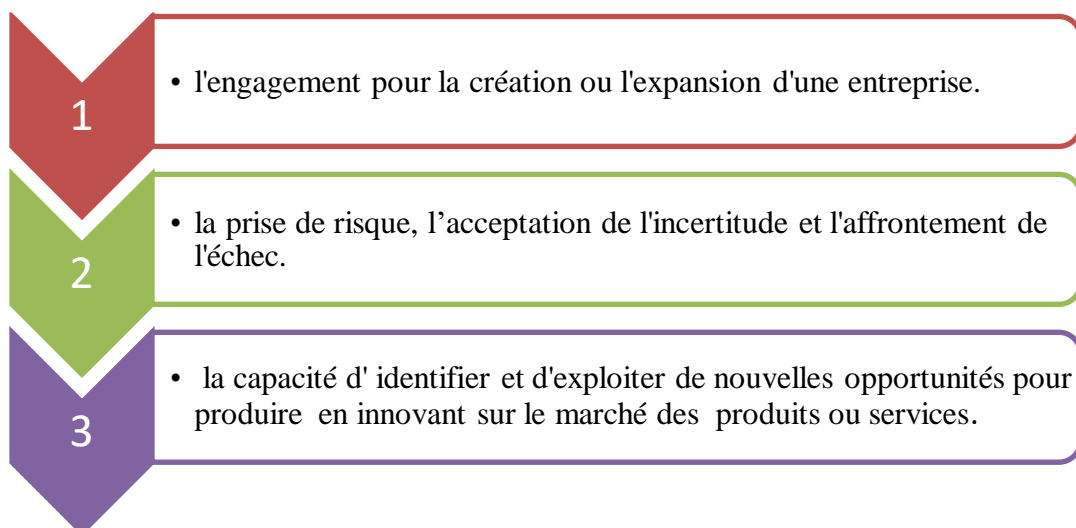 1
• l'engagement pour la création ou l'expansion d'une entreprise.
2
• la prise de risque, l’acceptation de l'incertitude et l'affrontement de
l'échec.
3
• la capacité d' identifier et d'exploiter de nouvelles opportunités pour
produire en innovant sur le marché des produits ou services.